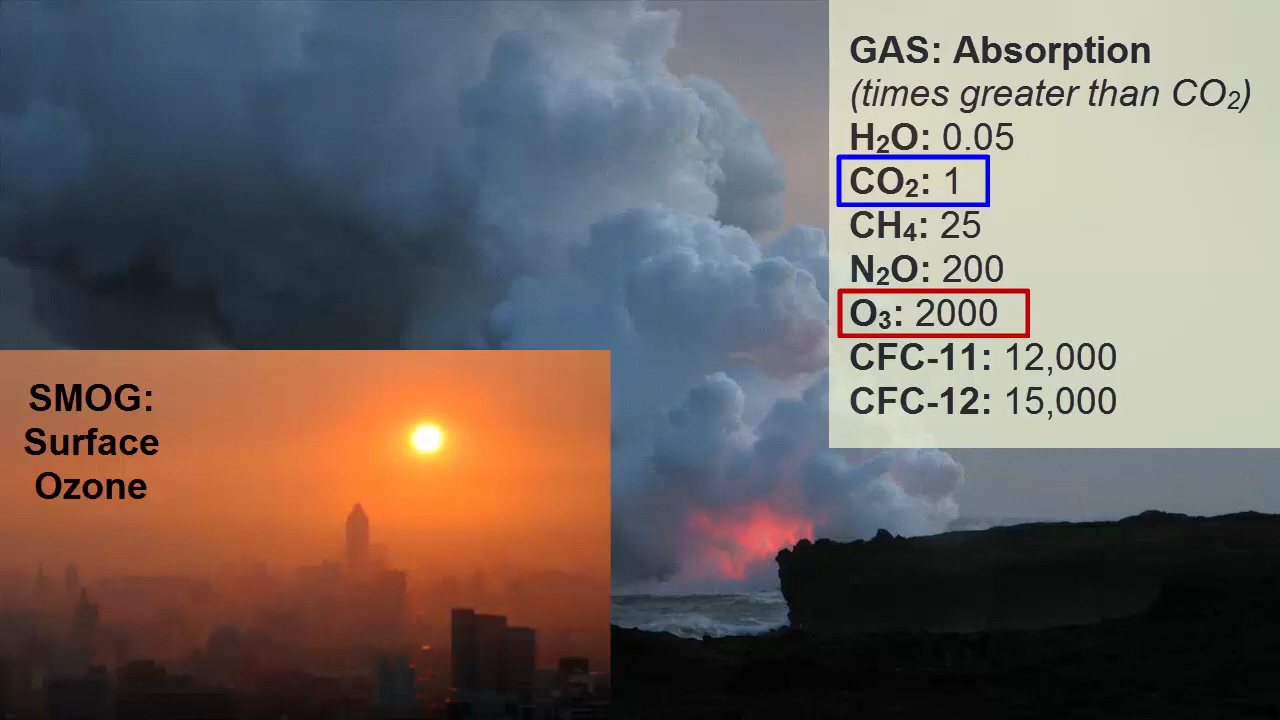 GAS: Absorption
(times greater than CO₂)
H₂O: 0.05
CO₂: 1
CH₄: 25
N₂O: 200
O₃: 2000
CFC-11: 12,000
CFC-12: 15,000
SMOG:
Surface
Ozone